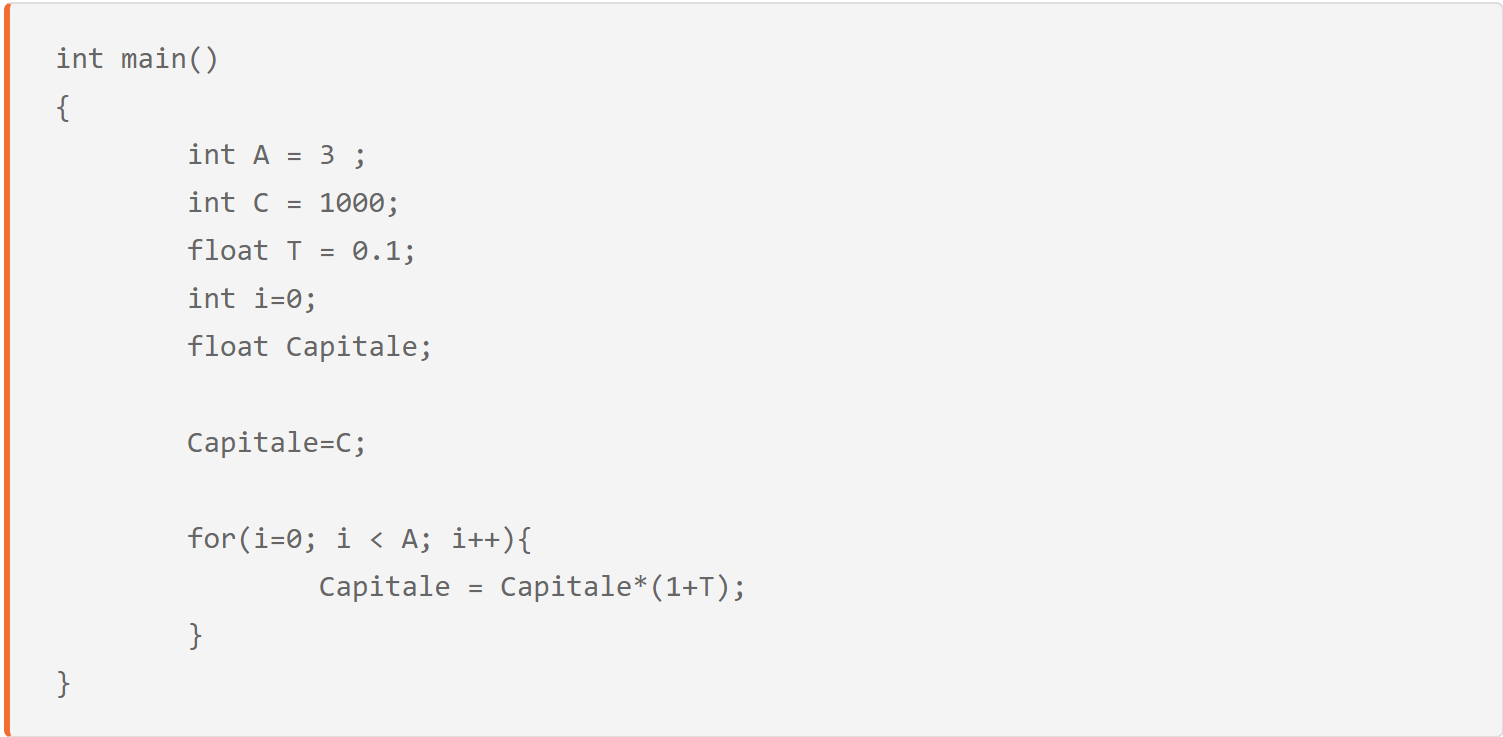 int main()
{
int A = 3 ;
int C = 1000;
float T = 0.1;
int i=0;
float Capitale;
Capitale=C;
for(i=0; i < A; i++){
Capitale = Capitale*(1+T);
}
}